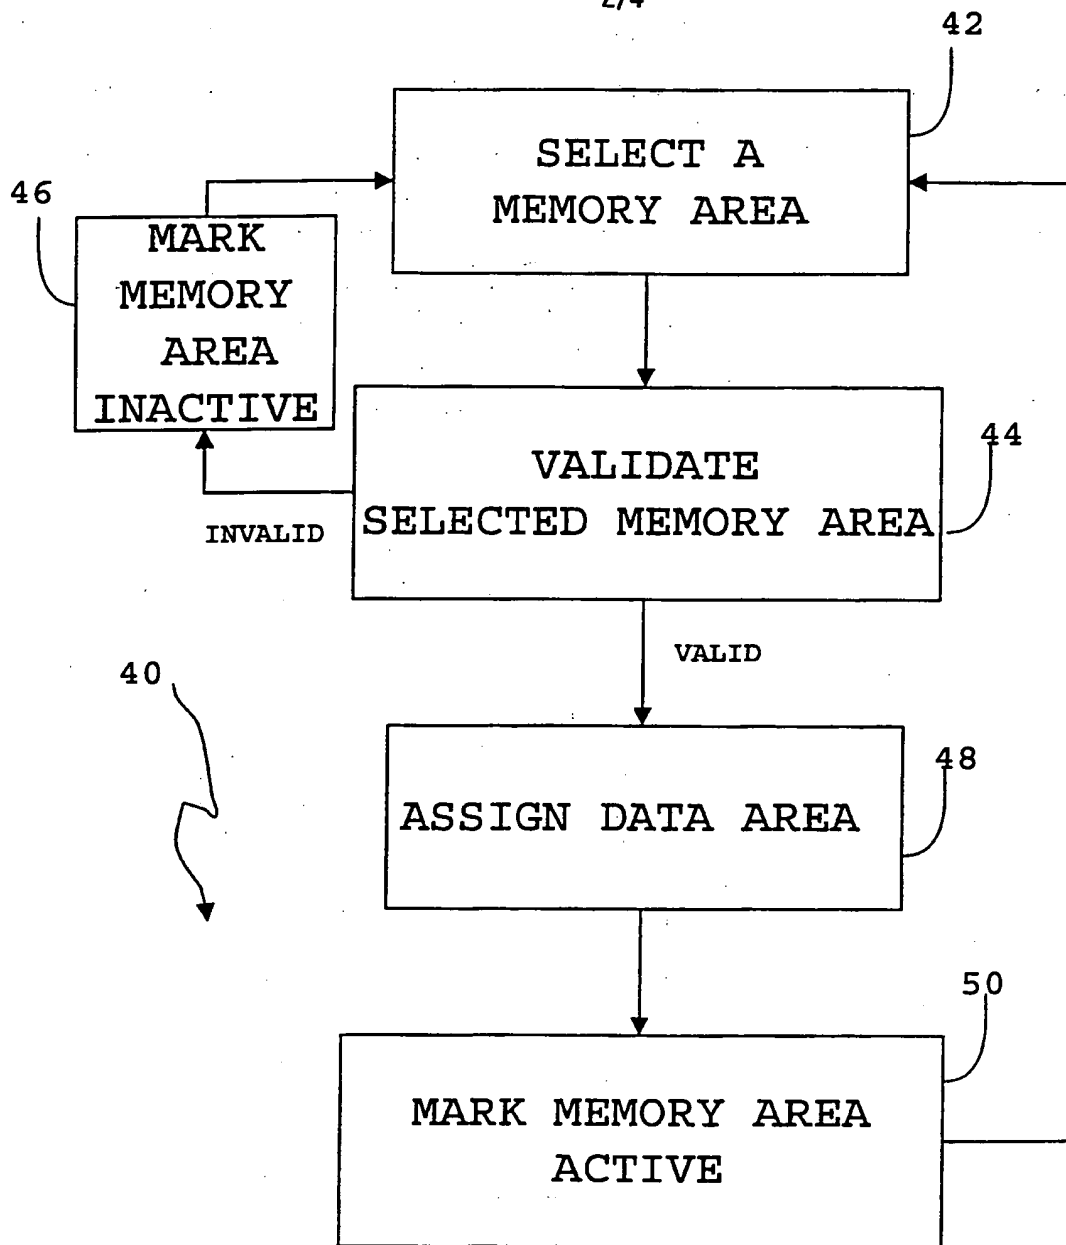 2/4
42
SELECT A
MEMORY AREA
46
MARK
MEMORY
AREA
INACTIVE
44
VALIDATE
SELECTED MEMORY AREA
INVALID
VALID
40
48
ASSIGN DATA AREA
50
MARK MEMORY AREA
ACTIVE